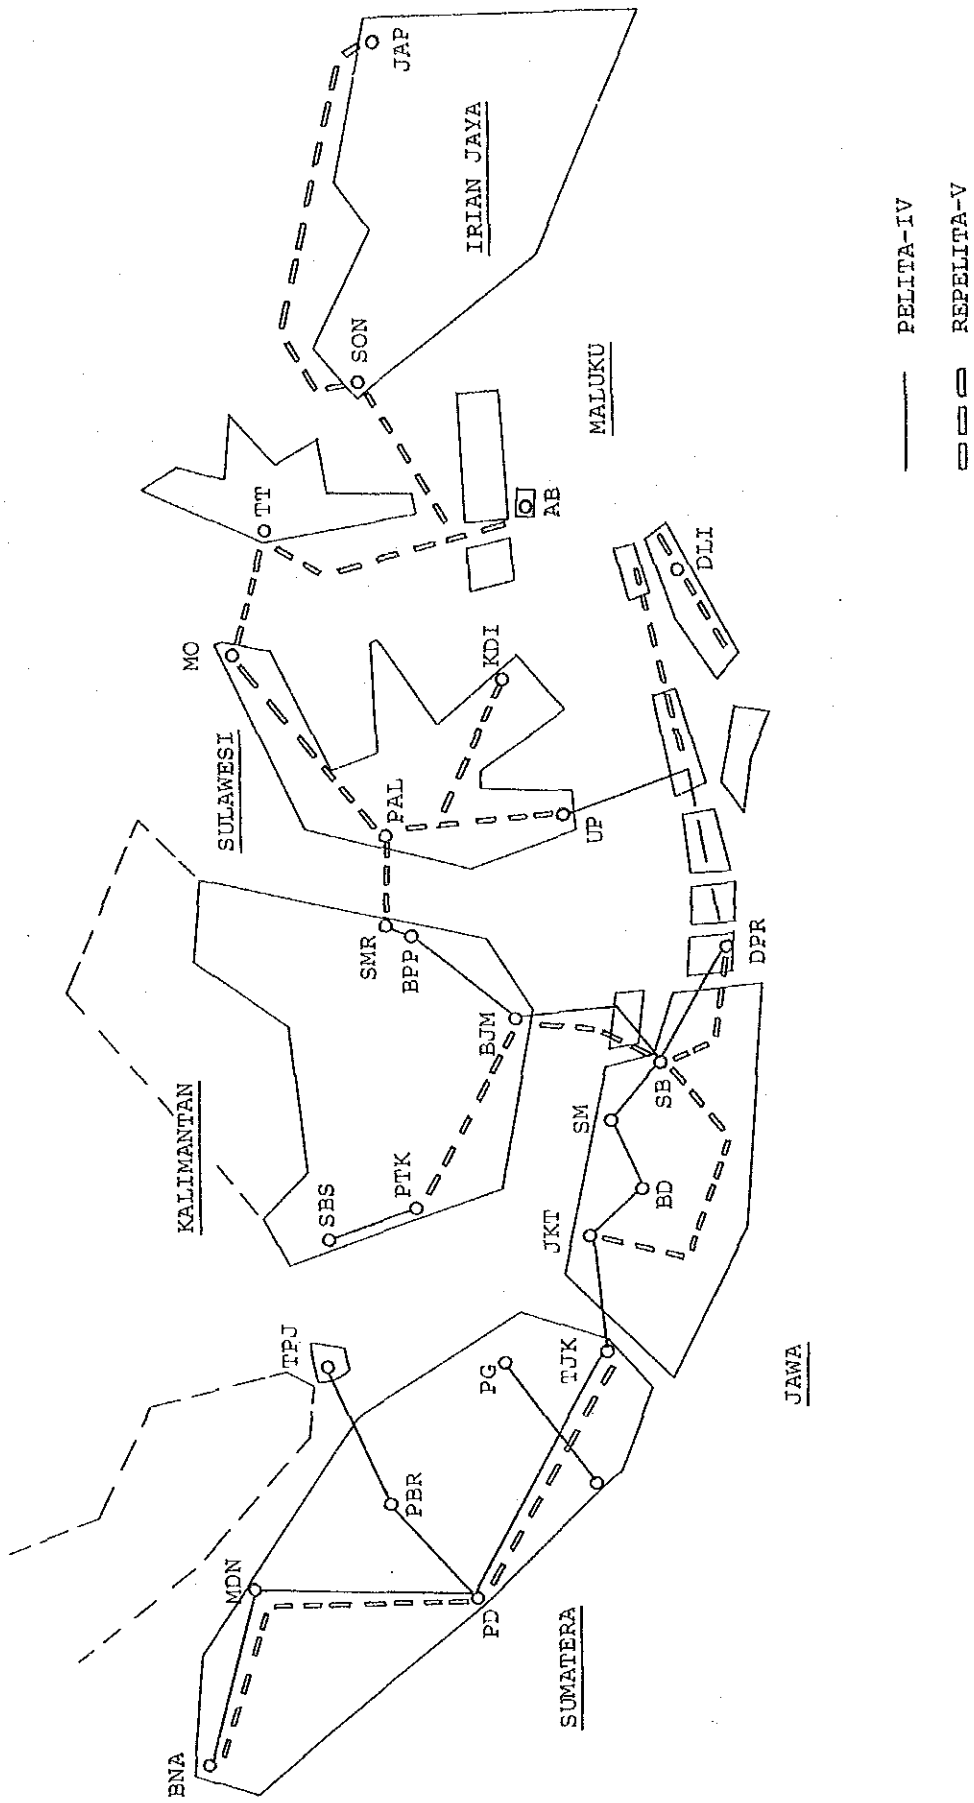 BNA
MDN
PBR
TPJ
PD
PG
TJK
SUMATERA
KALIMANTAN
SBS
PTK
BJM
BPP
SMR
JKT
BD
SM
SB
DPR
JAWA
SULAWESI
PAL
MO
UP
KDI
TT
AB
DLI
MALUKU
SON
IRIAN JAYA
JAP
PELITA-IV
REPELITA-V